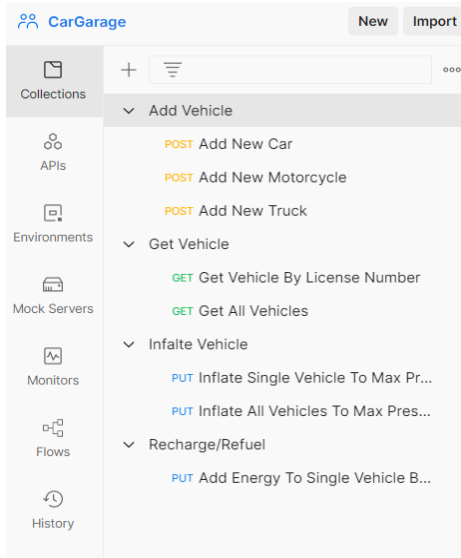 CarGarage
New
Import
Collections
APIs
Environments
Mock Servers
Monitors
Flows
History
Add Vehicle
POST Add New Car
POST Add New Motorcycle
POST Add New Truck
Get Vehicle
GET Get Vehicle By License Number
GET Get All Vehicles
Infalte Vehicle
PUT Inflate Single Vehicle To Max Pr...
PUT Inflate All Vehicles To Max Pres...
Recharge/Refuel
PUT Add Energy To Single Vehicle B...